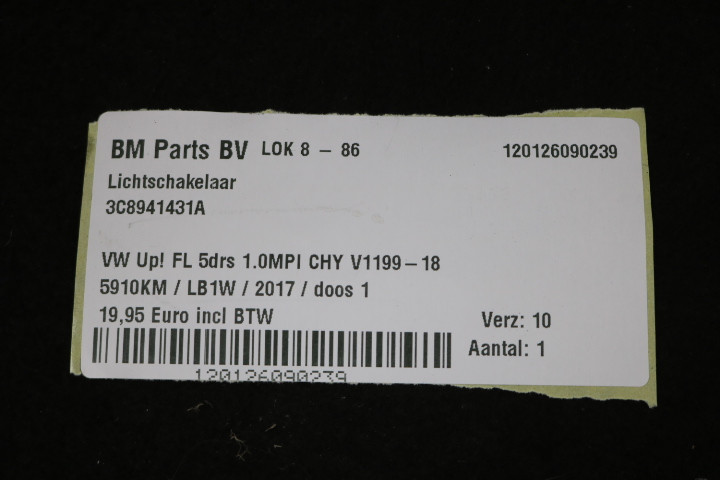 BM Parts BV LOK 8 - 86 120126090239
Lichtschakelaar
3C8941431A
VW Up! FL 5drs 1.0MPI CHY V1199-18
5910KM / LB1W / 2017 / doos 1
19,95 Euro incl BTW Verz: 10
Aantal: 1
120126090239